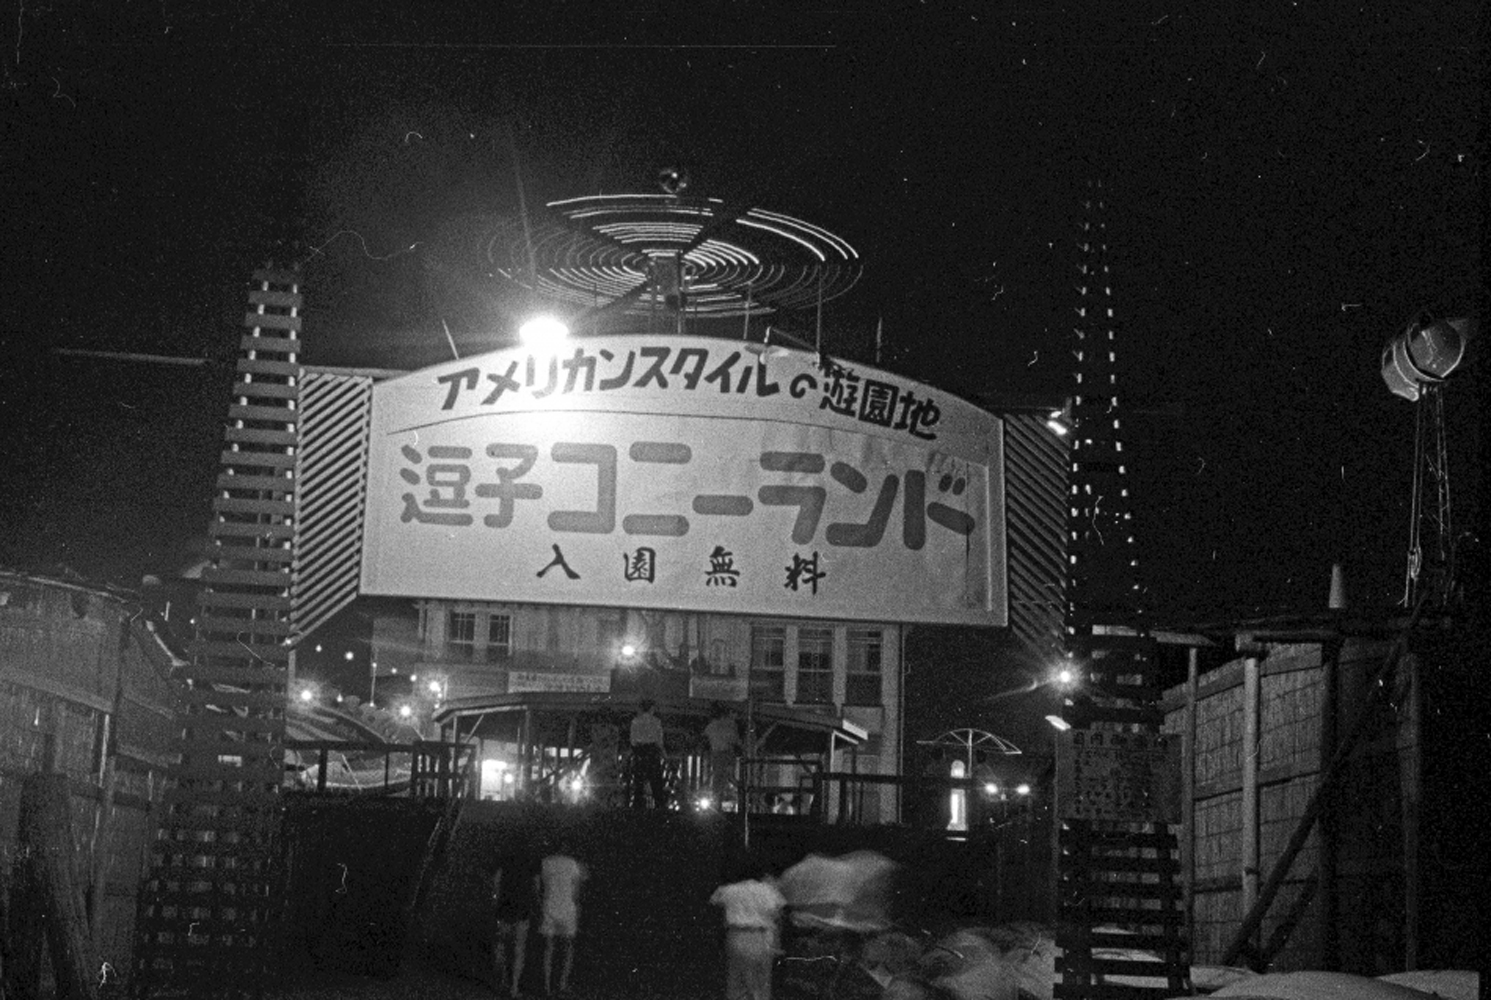 アメリカンスタイルの遊園地
逗子コニーランド
入園無料